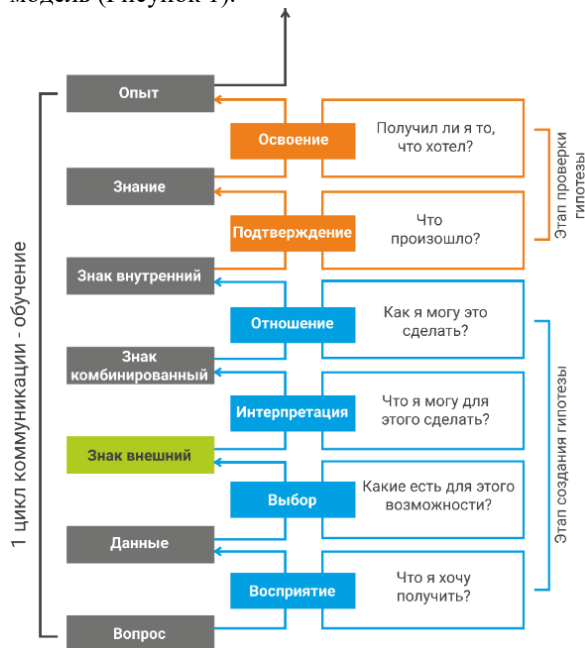 модель (Рисунок 1).
Опыт
Освоение
Получил ли я то,
что хотел?
Знание
Подтверждение
Что
произошло?
Этап проверки
гипотезы
Знак внутренний
Отношение
Как я могу это
сделать?
Знак
комбинированный
Интерпретация
Что я могу для
этого сделать?
Знак внешний
Выбор
Какие есть для этого
возможности?
Данные
Восприятие
Что я хочу
получить?
Вопрос
Этап создания гипотезы
1 цикл коммуникации - обучение